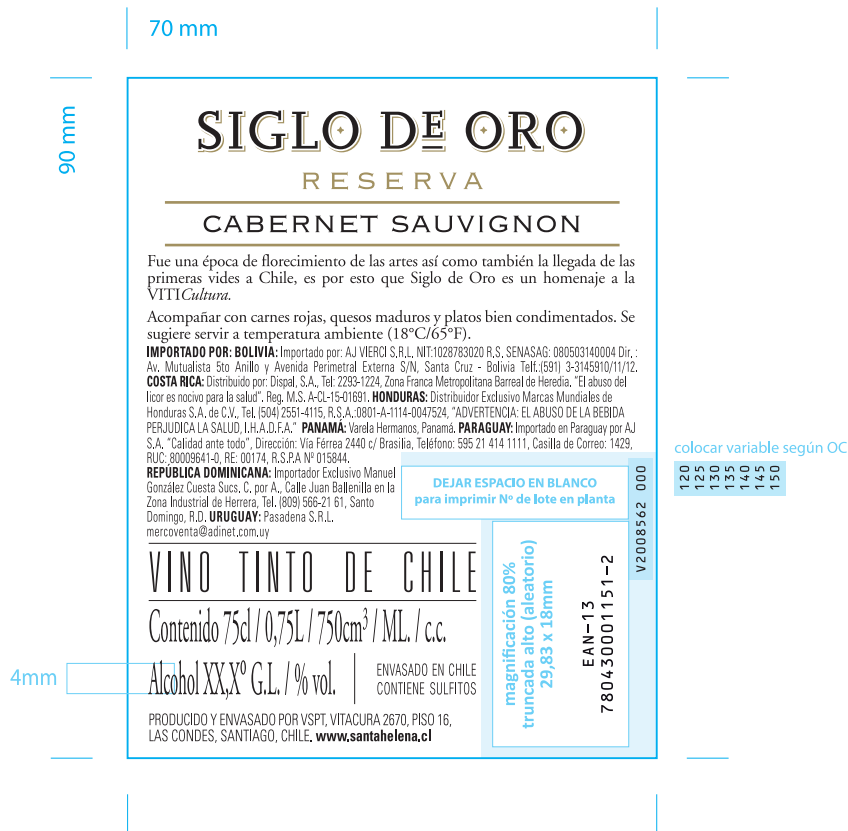 70 mm
90 mm
SIGLO DE ORO
RESERVA
CABERNET SAUVIGNON
Fue una época de florecimiento de las artes así como también la llegada de las
primeras vides a Chile, es por esto que Siglo de Oro es un homenaje a la
VITICultura.
Acompañar con carnes rojas, quesos maduros y platos bien condimentados. Se
sugiere servir a temperatura ambiente (18°C/65°F).
IMPORTADO POR: BOLIVIA: Importado por: AJ VIERCI S.R.L. NIT:1028783020 R.S. SENASAG: 080503140004 Dir. :
Av. Mutualista 5to Anillo y Avenida Perimetral Externa S/N, Santa Cruz - Bolivia Telf.:(591) 3-3145910/11/12.
COSTA RICA: Distribuido por: Dispal, S.A., Tel: 2293-1224, Zona Franca Metropolitana Barreal de Heredia. "El abuso del
licor es nocivo para la salud". Reg. M.S. A-CL-15-01691. HONDURAS: Distribuidor Exclusivo Marcas Mundiales de
Honduras S.A. de C.V., Tel. (504) 2551-4115, R.S.A.:0801-A-1114-0047524, "ADVERTENCIA: EL ABUSO DE LA BEBIDA
PERJUDICA LA SALUD, I.H.A.D.F.A." PANAMÁ: Varela Hermanos, Panamá. PARAGUAY: Importado en Paraguay por AJ
S.A. "Calidad ante todo", Dirección: Vía Férrea 2440 c/ Brasilia, Teléfono: 595 21 414 1111, Casilla de Correo: 1429,
RUC: 80009641-0, RE: 00174, R.S.P.A Nº 015844.
REPÚBLICA DOMINICANA: Importador Exclusivo Manuel
González Cuesta Sucs. C. por A., Calle Juan Ballenilla en la
Zona Industrial de Herrera, Tel. (809) 566-21 61, Santo
Domingo, R.D. URUGUAY: Pasadena S.R.L.
mercoventa@adinet.com.uy
DEJAR ESPACIO EN BLANCO
para imprimir Nº de lote en planta
V2008562 000
colocar variable según OC
120
125
130
135
140
145
150
VINO TINTO DE CHILE
Contenido 75cl / 0,75L / 750cm³ / ML. / c.c.
4mm
Alcohol XX,Xº G.L. / % vol.
ENVASADO EN CHILE
CONTIENE SULFITOS
PRODUCIDO Y ENVASADO POR VSPT, VITACURA 2670, PISO 16,
LAS CONDES, SANTIAGO, CHILE. www.santahelena.cl
magnificación 80%
truncada alto (aleatorio)
29,83 x 18mm
EAN-13
780430001151-2